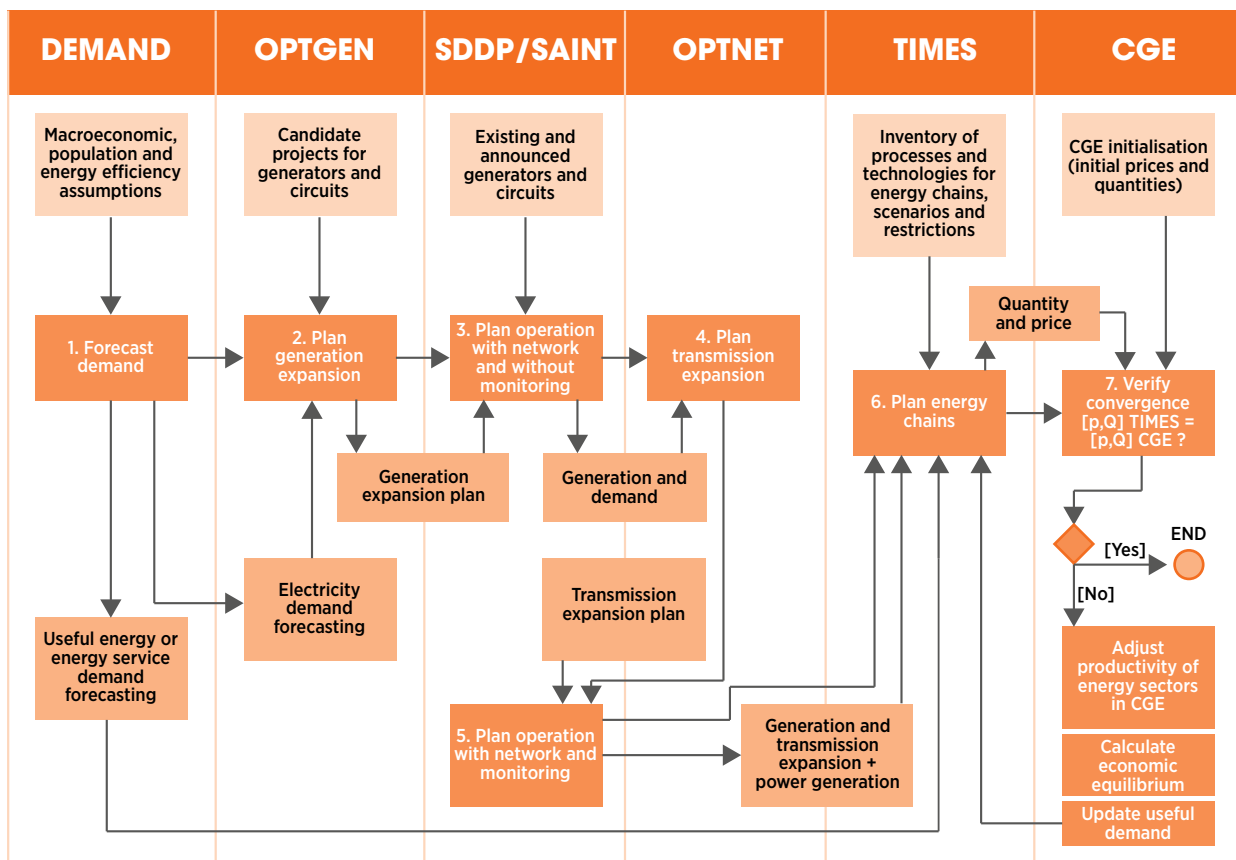 DEMAND
OPTGEN
SDDP/SAINT
OPTNET
TIMES
CGE
Macroeconomic,
population and
energy efficiency
assumptions
Candidate
projects for
generators and
circuits
Existing and
announced
generators and
circuits
Inventory of
processes and
technologies for
energy chains,
scenarios and
restrictions
CGE initialisation
(initial prices and
quantities)
Quantity
and price
1. Forecast
demand
2. Plan
generation
expansion
3. Plan operation
with network
and without
monitoring
4. Plan
transmission
expansion
6. Plan energy
chains
7. Verify
convergence
[p,Q] TIMES =
[p,Q] CGE ?
Generation
expansion plan
Generation and
demand
END
[Yes]
[No]
Electricity
demand
forecasting
Transmission
expansion plan
Useful energy or
energy service
demand
forecasting
Adjust
productivity of
energy sectors
in CGE
5. Plan operation
with network and
monitoring
Generation and
transmission
expansion +
power generation
Calculate
economic
equilibrium
Update useful
demand